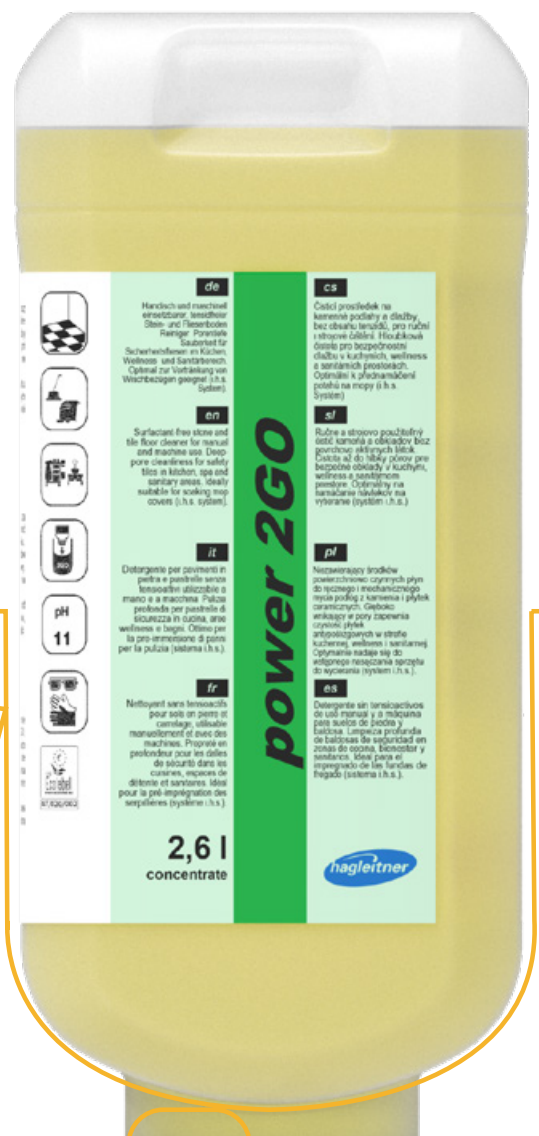 de
Händisch und maschinell
einsetzbarer, tensidfreier
Stein- und Fliesenboden
Reiniger. Porentiefe
Sauberkeit für
Sicherheitsfliesen im Küchen,
Wellness- und Sanitärbereich.
Optimal zur Vortränkung von
Wischbezügen geeignet (i.h.s.
System).
en
Surfactant-free stone and
tile floor cleaner for manual
and machine use. Deep
pore cleanliness for safety
tiles in kitchen, spa and
sanitary areas. Ideally
suitable for soaking mop
covers (i.h.s. system).
it
Detergente per pavimenti in
pietra e piastrelle senza
tensioattivi utilizzabile a
mano e a macchina. Pulizia
profonda per piastrelle di
sicurezza in cucina, aree
wellness e bagni. Ottimo per
la pre-immersione di panni
per la pulizia (sistema i.h.s.).
fr
Nettoyant sans tensioactifs
pour sols en pierre et
carrelage, utilisable
manuellement et avec des
machines. Propreté en
profondeur pour les dalles
de sécurité dans les
cuisines, espaces de
détente et sanitaires. Idéal
pour la pré-imprégnation des
serpillières (système i.h.s.).
2,6 l
concentrate
power 2GO
cs
Čisticí prostředek na
kamenné podlahy a dlažby,
bez obsahu tenzidů, pro ruční
i strojové čištění. Hloubková
čistota pro bezpečnostní
dlažbu v kuchyních, wellness
a sanitárních prostorách.
Optimální k přednamáčení
potahů na mopy (i.h.s.
Systém)
sl
Ručne a strojovo použiteľný
čistič kameňa a obkladov bez
povrchovo aktívnych látok.
Čistota až do hĺbky pórov pre
bezpečné obklady v kuchyni,
wellness a sanitárnom
priestore. Optimálny na
namáčanie návlekov na
vytieranie (systém i.h.s.).
pl
Niezawierający środków
powierzchniowo czynnych płyn
do ręcznego i mechanicznego
mycia podłóg z kamienia i płytek
ceramicznych. Głęboko
wnikający w pory zapewnia
czystość płytek
antypoślizgowych w strefie
kuchennej, wellness i sanitarnej.
Optymalnie nadaje się do
wstępnego nasączania sprzętu
do wycierania (system i.h.s.).
es
Detergente sin tensioactivos
de uso manual y a máquina
para suelos de piedra y
baldosa. Limpieza profunda
de baldosas de seguridad en
zonas de cocina, bienestar y
sanitarios. Ideal para el
impregnado de las fundas de
fregado (sistema i.h.s.).
hagleitner
pH
11